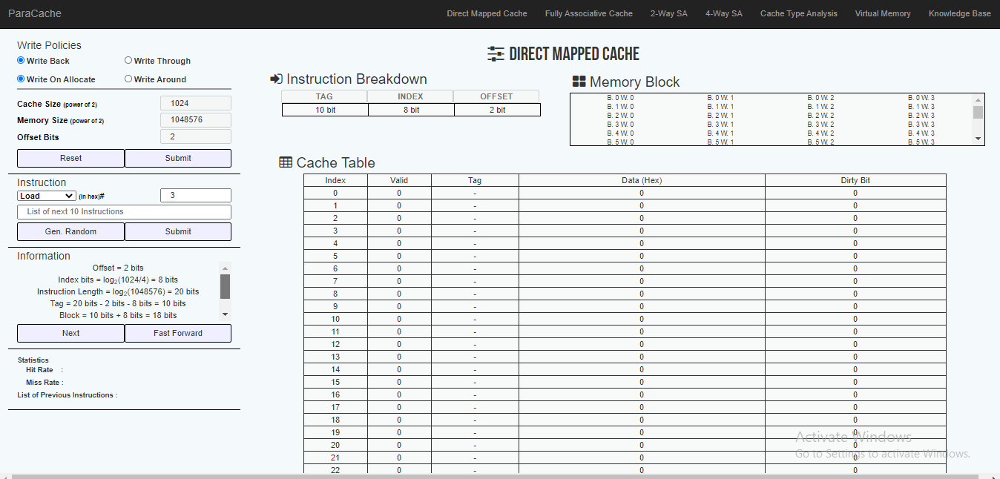 ParaCache
Direct Mapped Cache Fully Associative Cache 2-Way SA 4-Way SA Cache Type Analysis Virtual Memory Knowledge Base
Write Policies
Write Back Write Through
Write On Allocate Write Around
Cache Size (power of 2) 1024
Memory Size (power of 2) 1048576
Offset Bits 2
Reset Submit
Instruction
Load (in hex)# 3
List of next 10 Instructions
Gen. Random Submit
Information
Offset = 2 bits
Index bits = log2(1024/4) = 8 bits
Instruction Length = log2(1048576) = 20 bits
Tag = 20 bits - 2 bits - 8 bits = 10 bits
Block = 10 bits + 8 bits = 18 bits
Next Fast Forward
Statistics
Hit Rate :
Miss Rate :
List of Previous Instructions :
DIRECT MAPPED CACHE
Instruction Breakdown
TAG INDEX OFFSET
10 bit 8 bit 2 bit
Memory Block
B. 0 W. 0 B. 0 W. 1 B. 0 W. 2 B. 0 W. 3
B. 1 W. 0 B. 1 W. 1 B. 1 W. 2 B. 1 W. 3
B. 2 W. 0 B. 2 W. 1 B. 2 W. 2 B. 2 W. 3
B. 3 W. 0 B. 3 W. 1 B. 3 W. 2 B. 3 W. 3
B. 4 W. 0 B. 4 W. 1 B. 4 W. 2 B. 4 W. 3
B. 5 W. 0 B. 5 W. 1 B. 5 W. 2 B. 5 W. 3
Cache Table
Index Valid Tag Data (Hex) Dirty Bit
0 0 - 0 0
1 0 - 0 0
2 0 - 0 0
3 0 - 0 0
4 0 - 0 0
5 0 - 0 0
6 0 - 0 0
7 0 - 0 0
8 0 - 0 0
9 0 - 0 0
10 0 - 0 0
11 0 - 0 0
12 0 - 0 0
13 0 - 0 0
14 0 - 0 0
15 0 - 0 0
16 0 - 0 0
17 0 - 0 0
18 0 - 0 0
19 0 - 0 0
20 0 - 0 0
21 0 - 0 0
22 0 - 0 0
Activate Windows
Go to Settings to activate Windows.